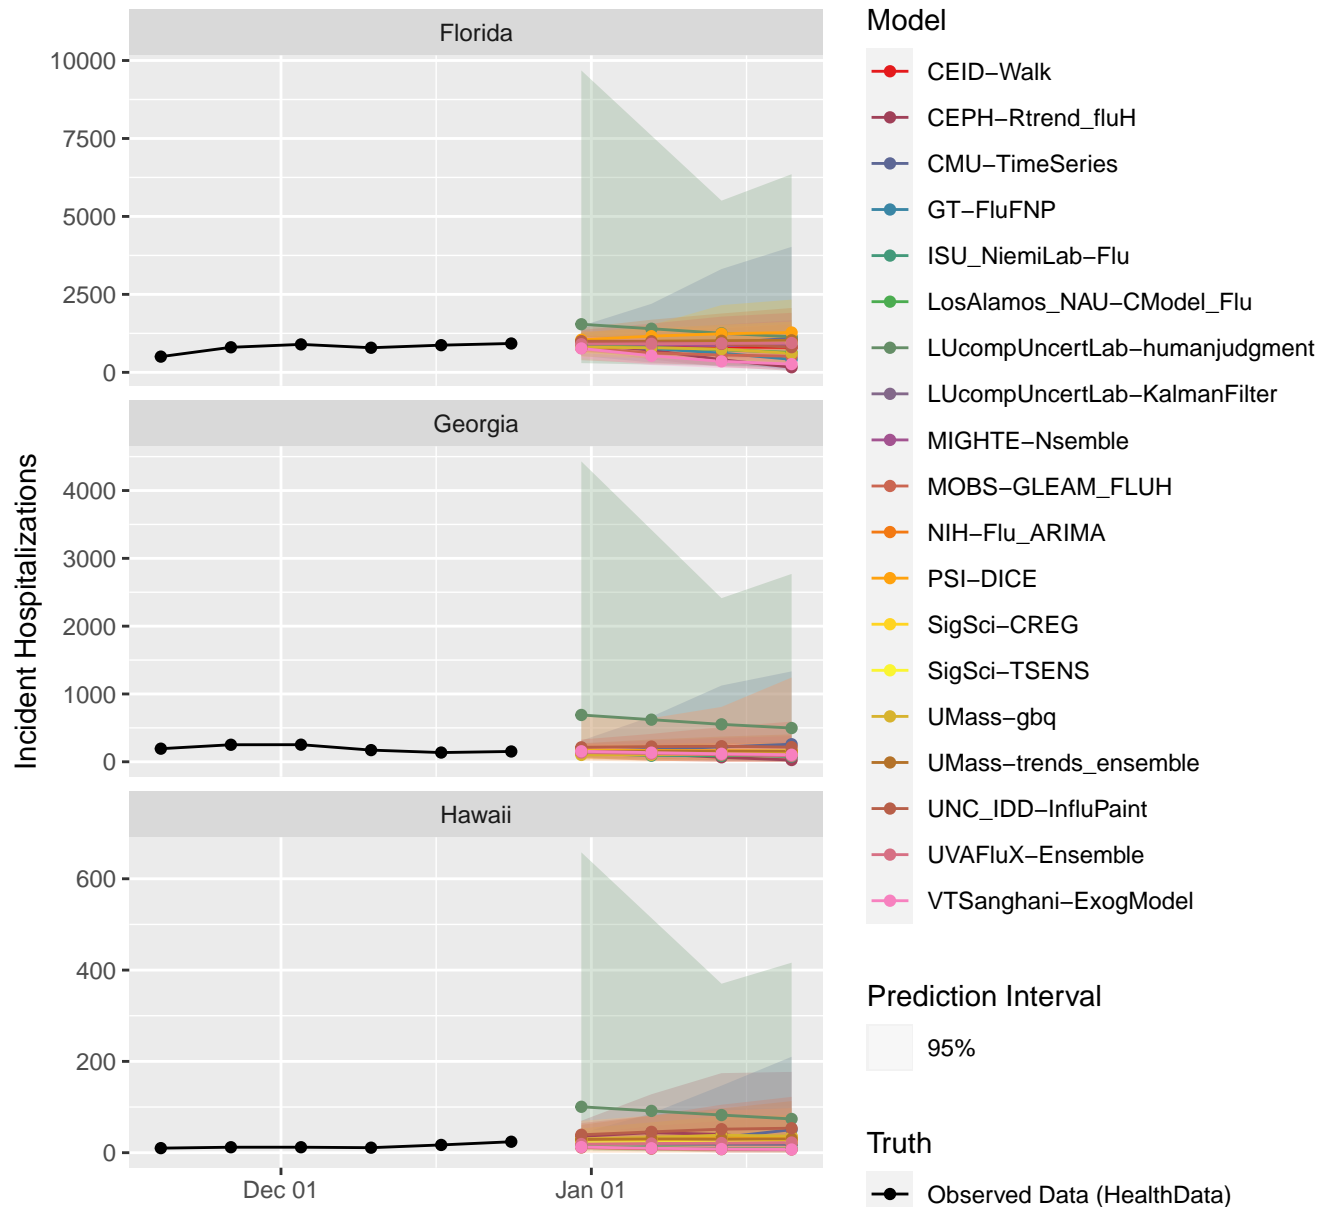 Florida
10000
7500
5000
2500
0
Georgia
4000
3000
2000
1000
0
Hawaii
600
400
200
0
Dec 01
Jan 01
Incident Hospitalizations
Model
CEID−Walk
CEPH−Rtrend_fluH
CMU−TimeSeries
GT−FluFNP
ISU_NiemiLab−Flu
LosAlamos_NAU−CModel_Flu
LUcompUncertLab−humanjudgment
LUcompUncertLab−KalmanFilter
MIGHTE−Nsemble
MOBS−GLEAM_FLUH
NIH−Flu_ARIMA
PSI−DICE
SigSci−CREG
SigSci−TSENS
UMass−gbq
UMass−trends_ensemble
UNC_IDD−InfluPaint
UVAFluX−Ensemble
VTSanghani−ExogModel
Prediction Interval
95%
Truth
Observed Data (HealthData)